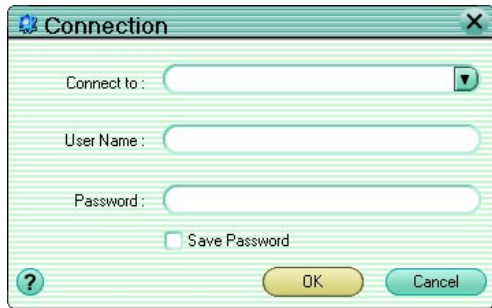 Connection
Connect to :
User Name :
Password :
Save Password
?
OK
Cancel